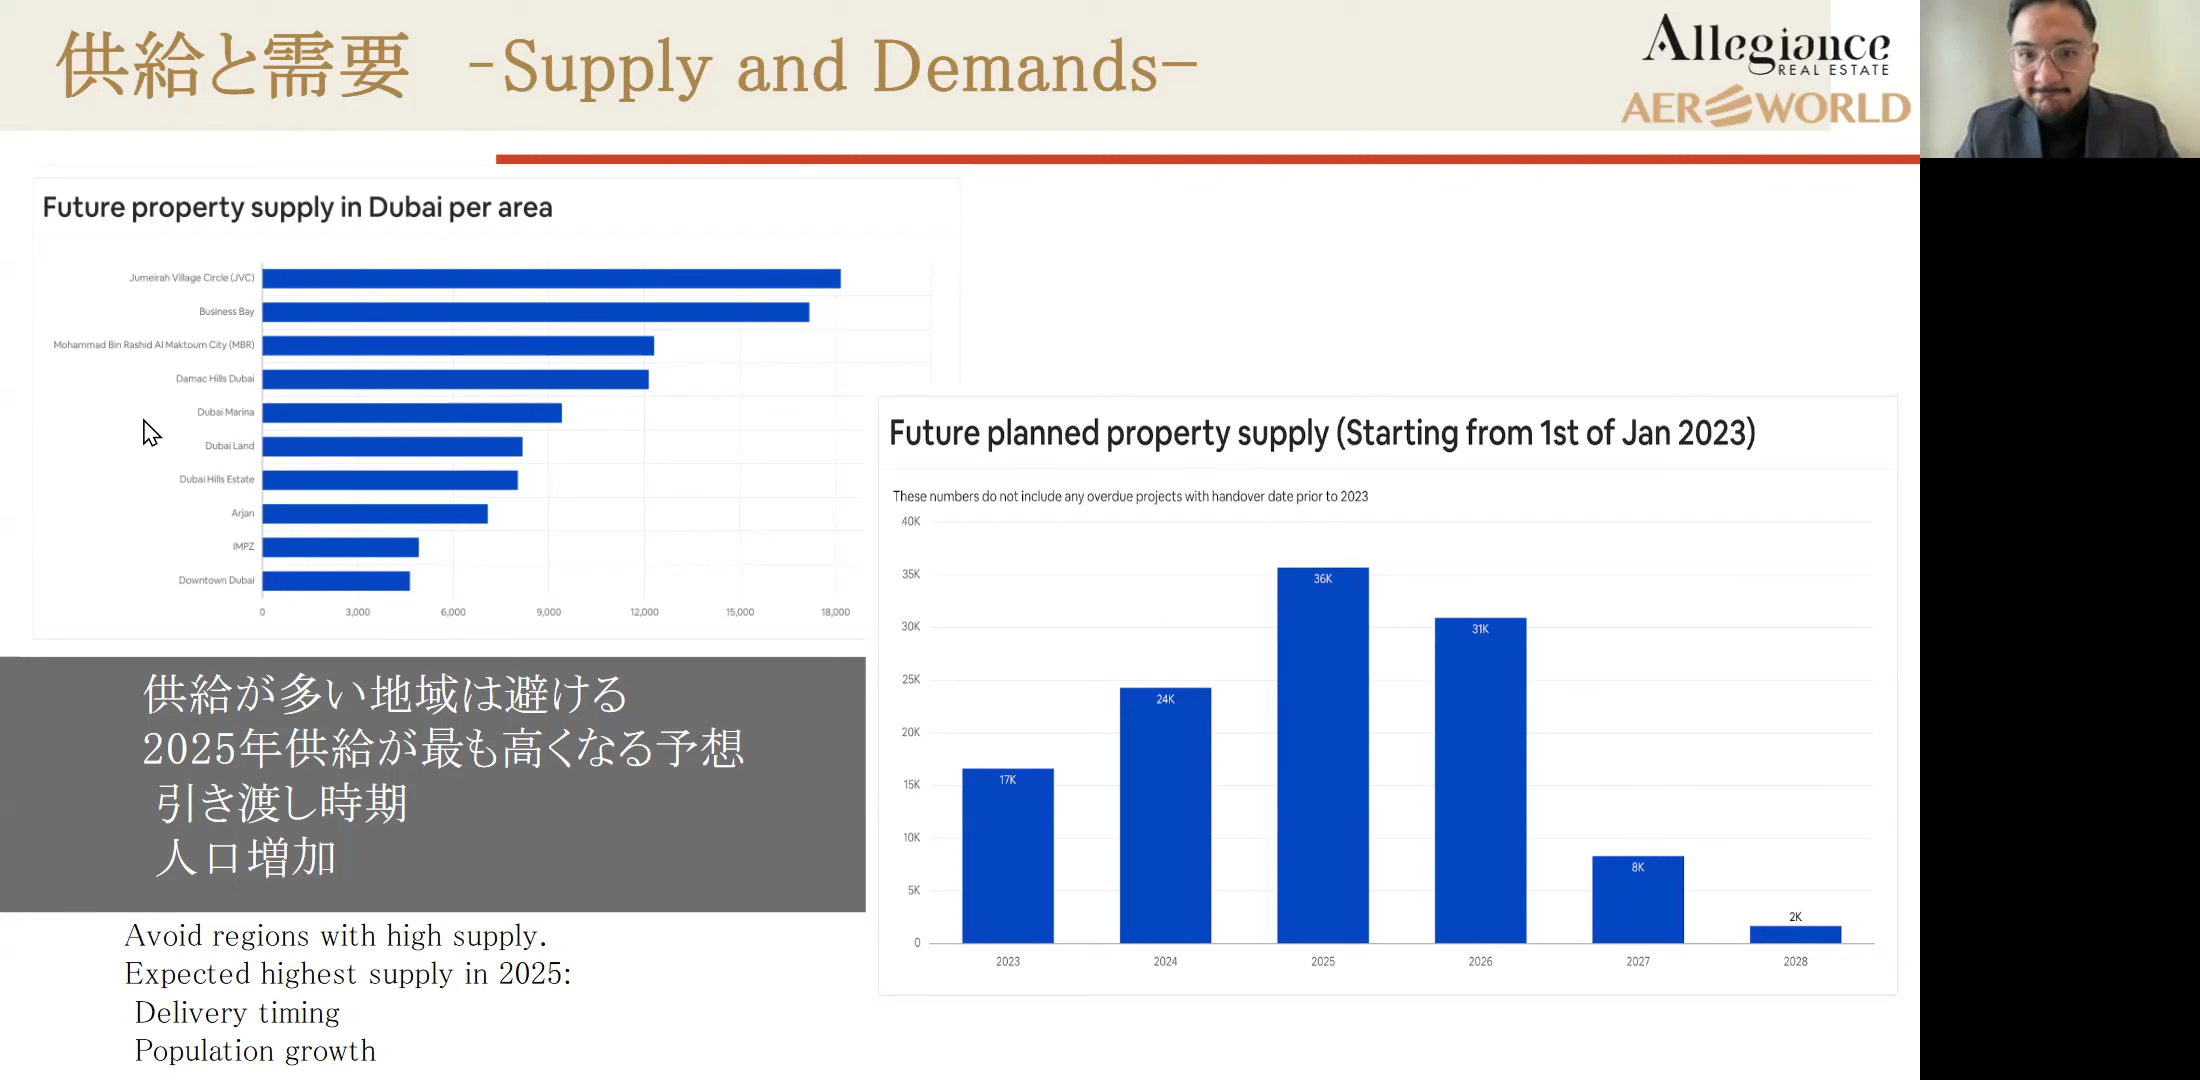 供給と需要 -Supply and Demands-
Allegiance
REAL ESTATE
AEROWORLD
Future property supply in Dubai per area
Jumeirah Village Circle (JVC)
Business Bay
Mohammad Bin Rashid Al Maktoum City (MBR)
Damac Hills Dubai
Dubai Marina
Dubai Land
Dubai Hills Estate
Arjan
IMPZ
Downtown Dubai
0 3,000 6,000 9,000 12,000 15,000 18,000
Future planned property supply (Starting from 1st of Jan 2023)
These numbers do not include any overdue projects with handover date prior to 2023
40K
35K
30K
25K
20K
15K
10K
5K
0
17K
24K
36K
31K
8K
2K
2023 2024 2025 2026 2027 2028
供給が多い地域は避ける
2025年供給が最も高くなる予想
引き渡し時期
人口増加
Avoid regions with high supply.
Expected highest supply in 2025:
Delivery timing
Population growth